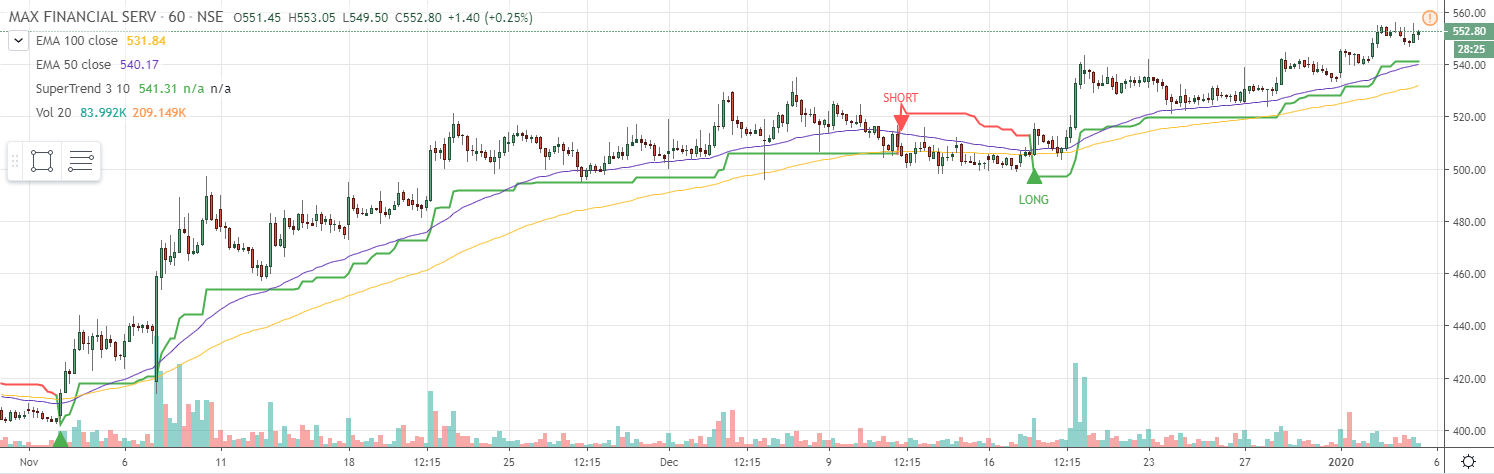 MAX FINANCIAL SERV · 60 · NSE O551.45 H553.05 L549.50 C552.80 +1.40 (+0.25%)
EMA 100 close 531.84
EMA 50 close 540.17
SuperTrend 3 10 541.31 n/a n/a
Vol 20 83.992K 209.149K
SHORT
LONG
560.00
552.80
28:25
540.00
520.00
500.00
480.00
460.00
440.00
420.00
400.00
Nov 6 11 18 12:15 25 12:15 Dec 12:15 9 12:15 16 12:15 23 27 2020 6